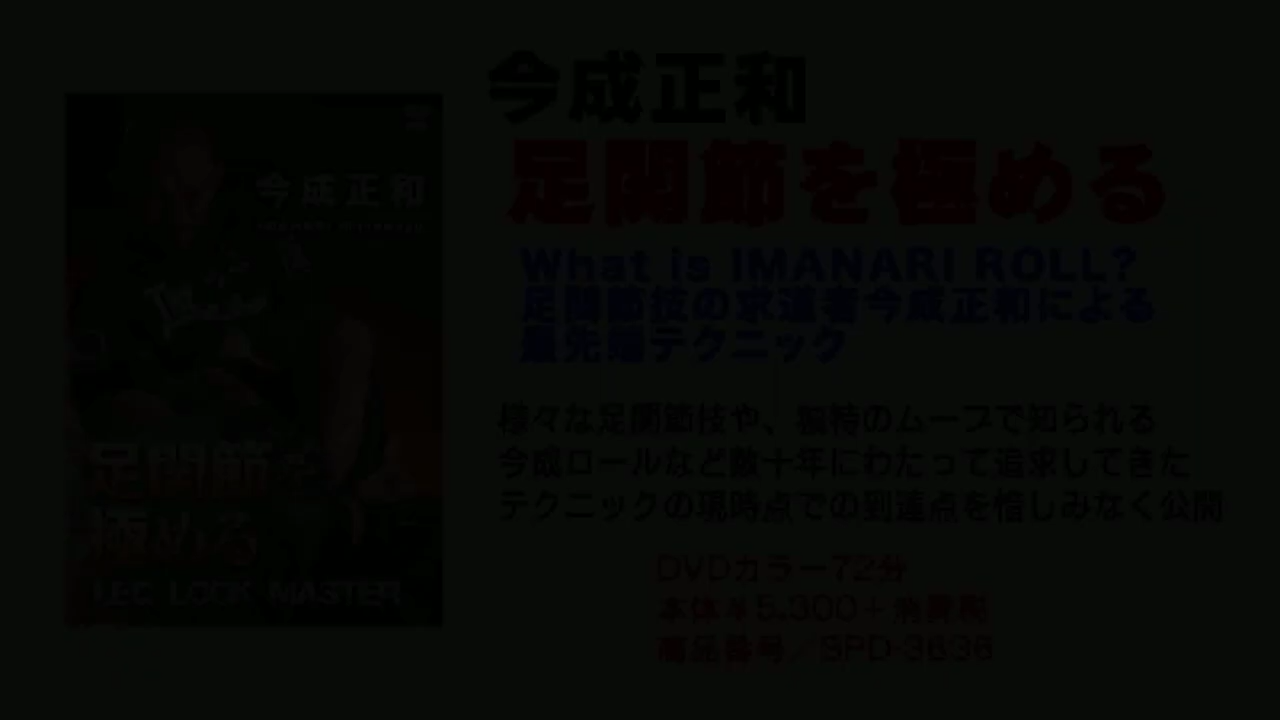 今成正和
足関節を極める
LEG LOCK MASTER
今成正和
足関節を極める
What is IMANARI ROLL?
足関節技の求道者今成正和による
最先端テクニック
様々な足関節技や、独特のムーブで知られる
今成ロールなど数十年にわたって追求してきた
テクニックの現時点での到達点を惜しみなく公開
DVDカラー72分
本体¥5,300+消費税
商品番号/SPD-3636